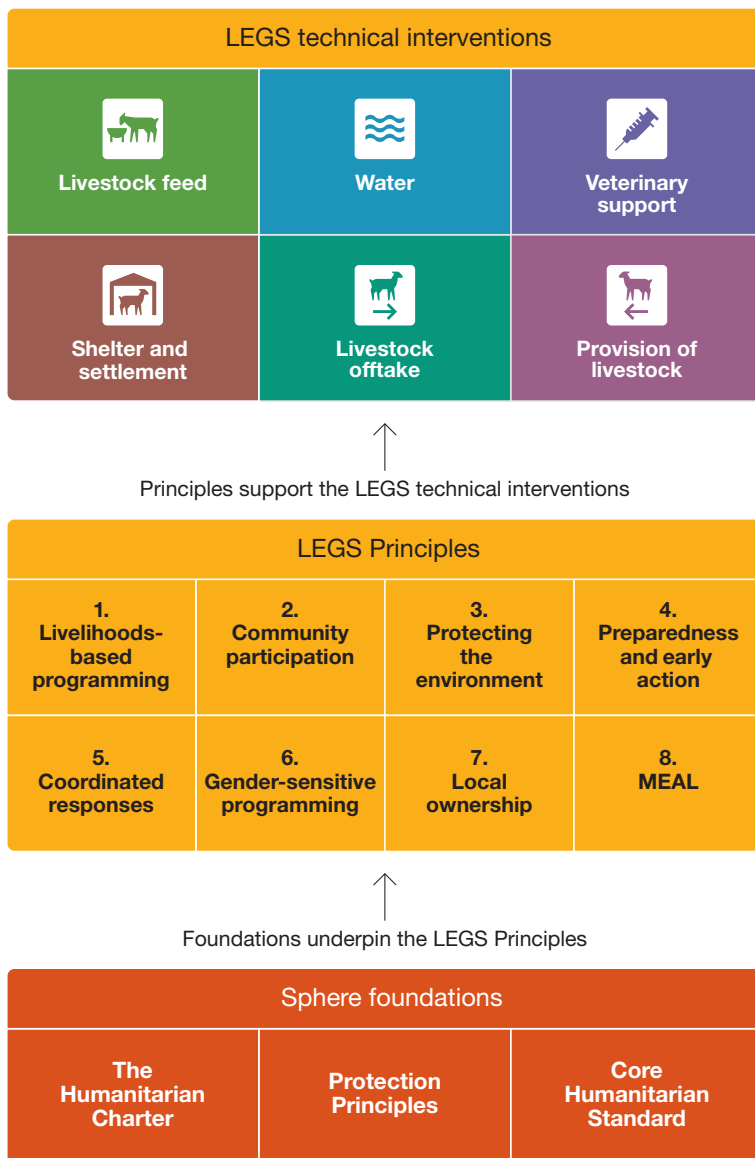 LEGS technical interventions
Livestock feed
Water
Veterinary
support
Shelter and
settlement
Livestock
offtake
Provision of
livestock
Principles support the LEGS technical interventions
LEGS Principles
1.
Livelihoods-
based
programming
2.
Community
participation
3.
Protecting
the
environment
4.
Preparedness
and early
action
5.
Coordinated
responses
6.
Gender-sensitive
programming
7.
Local
ownership
8.
MEAL
Foundations underpin the LEGS Principles
Sphere foundations
The
Humanitarian
Charter
Protection
Principles
Core
Humanitarian
Standard